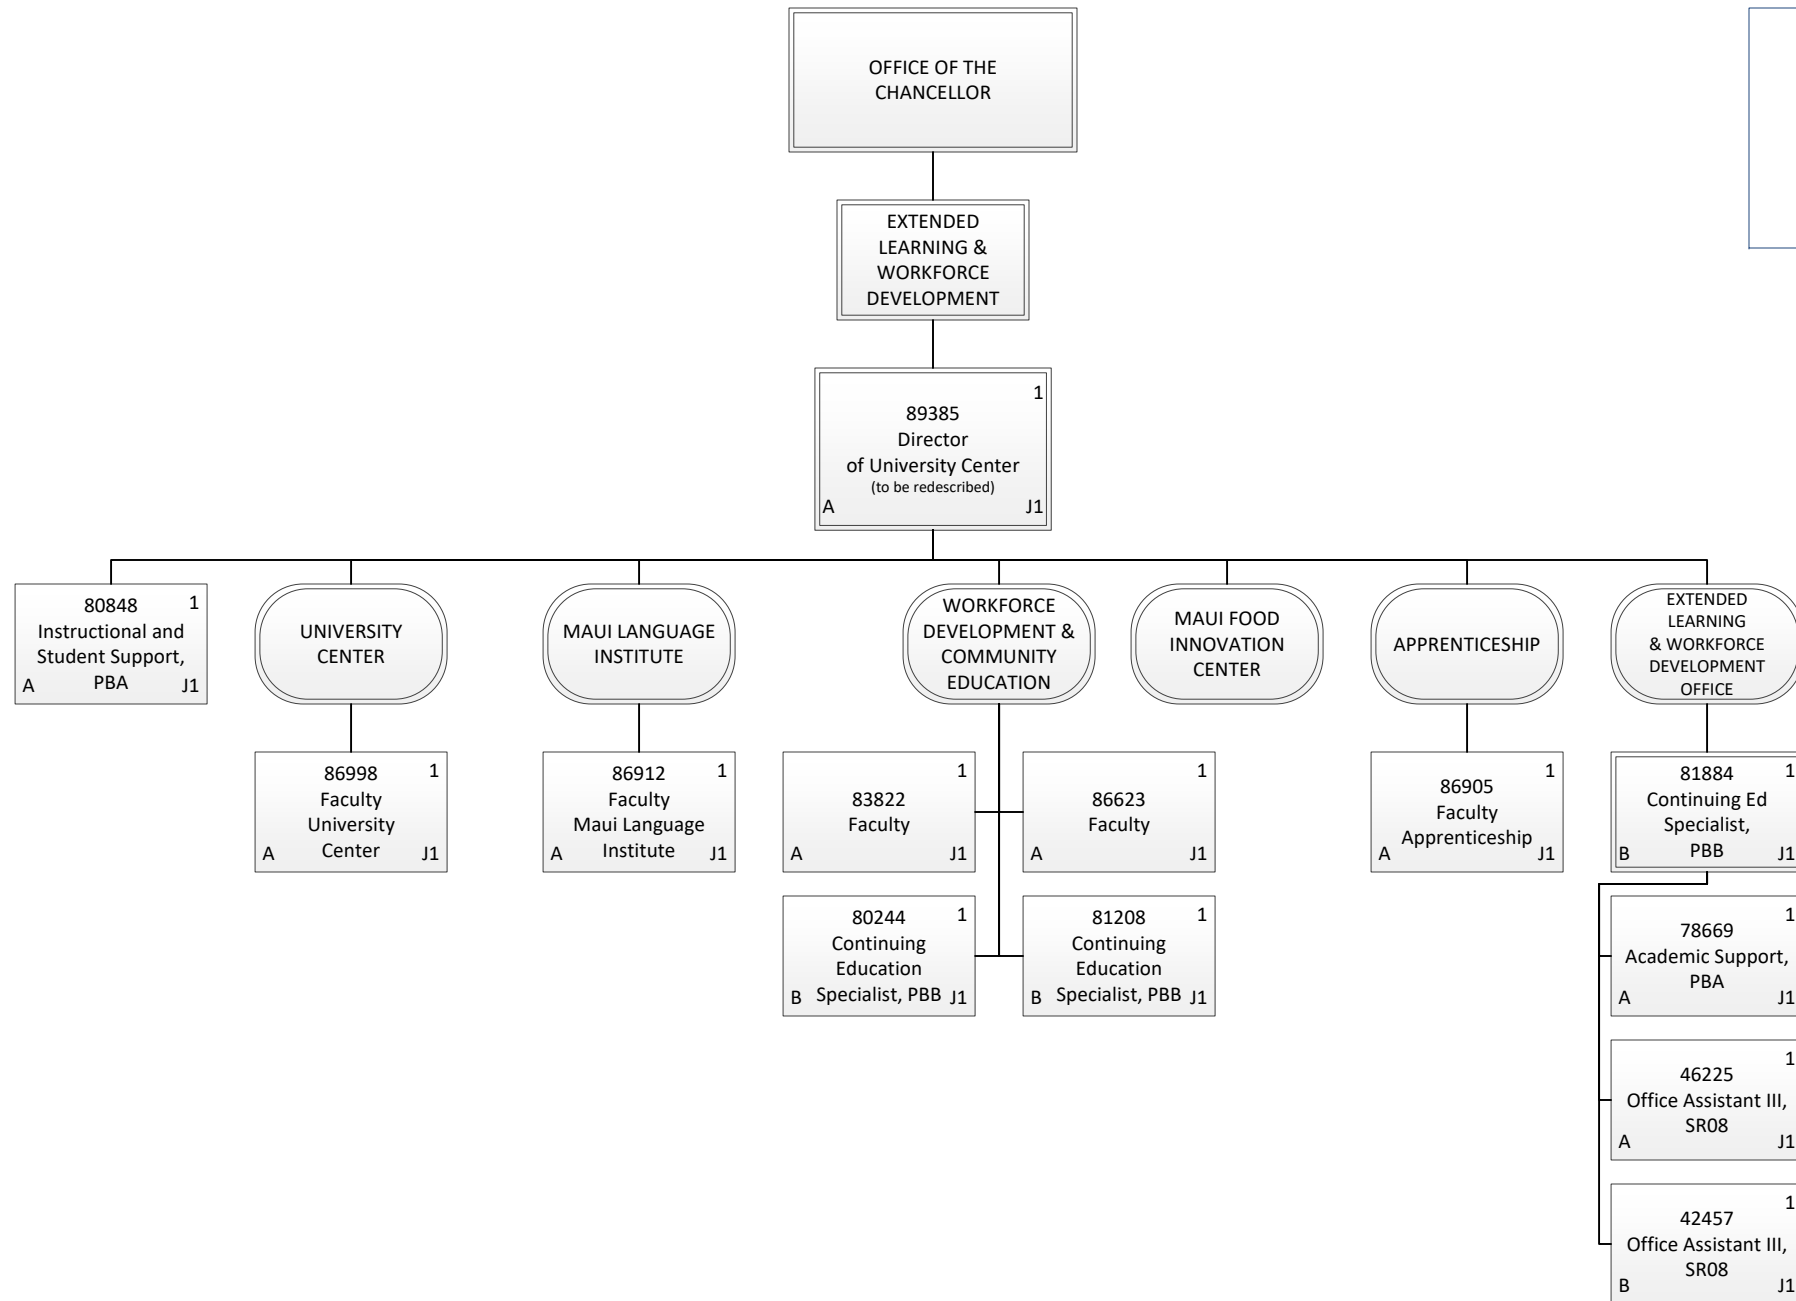 OFFICE OF THE
CHANCELLOR
EXTENDED
LEARNING &
WORKFORCE
DEVELOPMENT
1
89385
Director
of University Center
(to be redescribed)
A J1
80848 1
Instructional and
Student Support,
PBA
A J1
UNIVERSITY
CENTER
MAUI LANGUAGE
INSTITUTE
WORKFORCE
DEVELOPMENT &
COMMUNITY
EDUCATION
MAUI FOOD
INNOVATION
CENTER
APPRENTICESHIP
EXTENDED
LEARNING
& WORKFORCE
DEVELOPMENT
OFFICE
86998 1
Faculty
University
A Center J1
86912 1
Faculty
Maui Language
A Institute J1
1
83822
Faculty
A J1
1
86623
Faculty
A J1
1
86905
Faculty
Apprenticeship
A J1
81884 1
Continuing Ed
Specialist,
B PBB J1
80244 1
Continuing
Education
B Specialist, PBB J1
81208 1
Continuing
Education
B Specialist, PBB J1
1
78669
Academic Support,
PBA
A J1
1
46225
Office Assistant III,
SR08
A J1
1
42457
Office Assistant III,
SR08
B J1